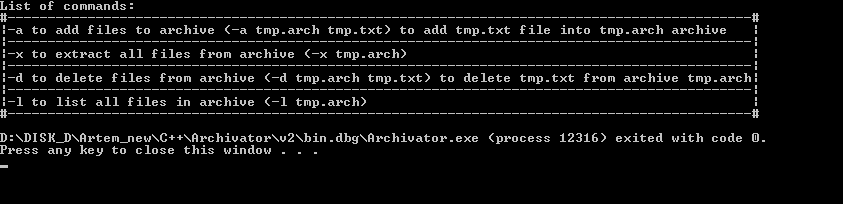 List of commands:
#---------------------------------------------------------------------------------------------#
¦-a to add files to archive (-a tmp.arch tmp.txt) to add tmp.txt file into tmp.arch archive   ¦
¦---------------------------------------------------------------------------------------------¦
¦-x to extract all files from archive (-x tmp.arch)                                           ¦
¦---------------------------------------------------------------------------------------------¦
¦-d to delete files from archive (-d tmp.arch tmp.txt) to delete tmp.txt from archive tmp.arch¦
¦---------------------------------------------------------------------------------------------¦
¦-l to list all files in archive (-l tmp.arch)                                                ¦
#---------------------------------------------------------------------------------------------#
D:\DISK_D\Artem_new\C++\Archivator\v2\bin.dbg\Archivator.exe (process 12316) exited with code 0.
Press any key to close this window . . .